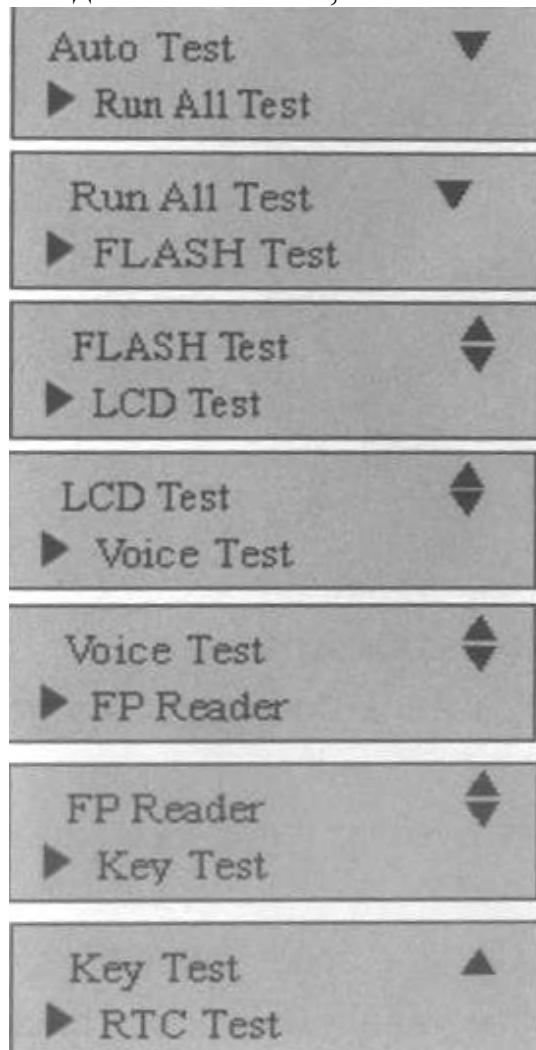 Auto Test ▼
▶ Run All Test
Run All Test ▼
▶ FLASH Test
FLASH Test
▶ LCD Test
LCD Test
▶ Voice Test
Voice Test
▶ FP Reader
FP Reader
▶ Key Test
Key Test ▲
▶ RTC Test